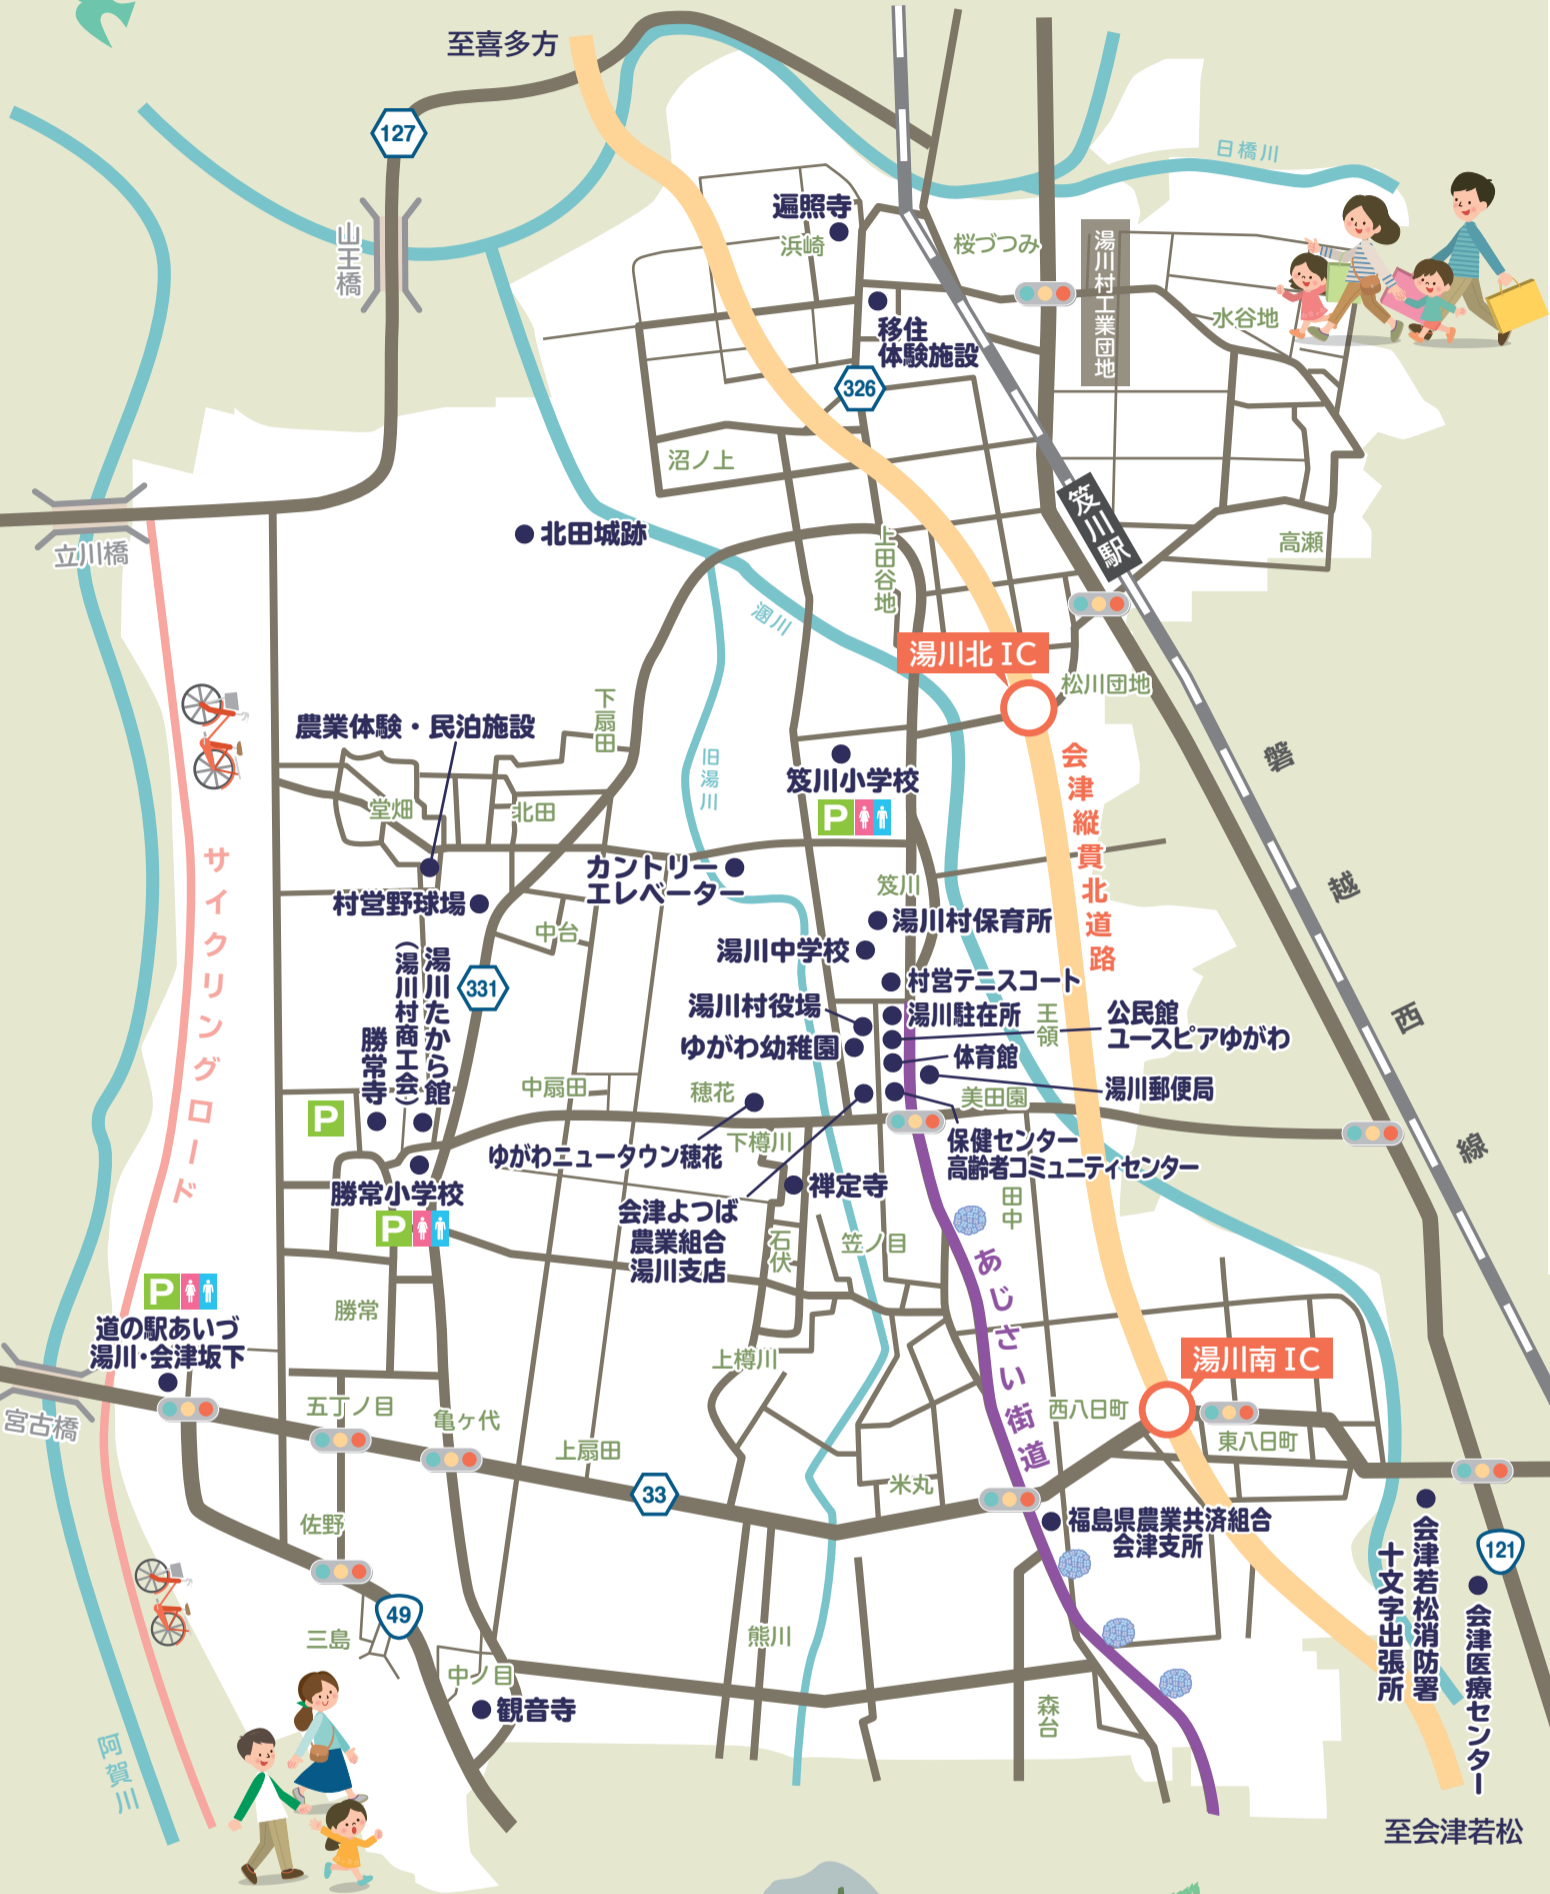 至喜多方
127
山王橋
日橋川
遍照寺
浜崎
桜づつみ
湯川村工業団地
水谷地
移住
体験施設
326
沼ノ上
笈川駅
高瀬
立川橋
北田城跡
上田谷地
溷川
湯川北IC
松川団地
下扇田
農業体験・民泊施設
旧湯川
会津縦貫北道路
磐越西線
笈川小学校
P
堂畑
北田
サイクリングロード
カントリー
エレベーター
笈川
村営野球場
中台
湯川村保育所
湯川中学校
331
村営テニスコート
湯川たから館
(湯川村商工会)
勝常寺
湯川村役場
湯川駐在所
王領
公民館
ユースピアゆがわ
ゆがわ幼稚園
体育館
中扇田
穂花
湯川郵便局
美田園
P
下樽川
ゆがわニュータウン穂花
保健センター
高齢者コミュニティセンター
勝常小学校
P
禅定寺
会津よつば
農業組合
湯川支店
石伏
笠ノ目
田中
あじさい街道
P
道の駅あいづ
湯川・会津坂下
勝常
上樽川
湯川南IC
宮古橋
五丁ノ目
亀ヶ代
上扇田
西八日町
東八日町
33
米丸
佐野
福島県農業共済組合
会津支所
会津若松消防署
十文字出張所
121
会津医療センター
49
三島
中ノ目
熊川
観音寺
森台
阿賀川
至会津若松